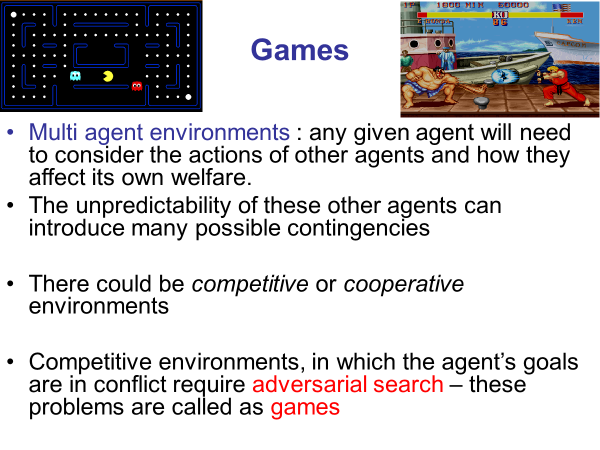 Games
KO
• Multi agent environments : any given agent will need
to consider the actions of other agents and how they
affect its own welfare.
• The unpredictability of these other agents can
introduce many possible contingencies
• There could be competitive or cooperative
environments
• Competitive environments, in which the agent’s goals
are in conflict require adversarial search – these
problems are called as games